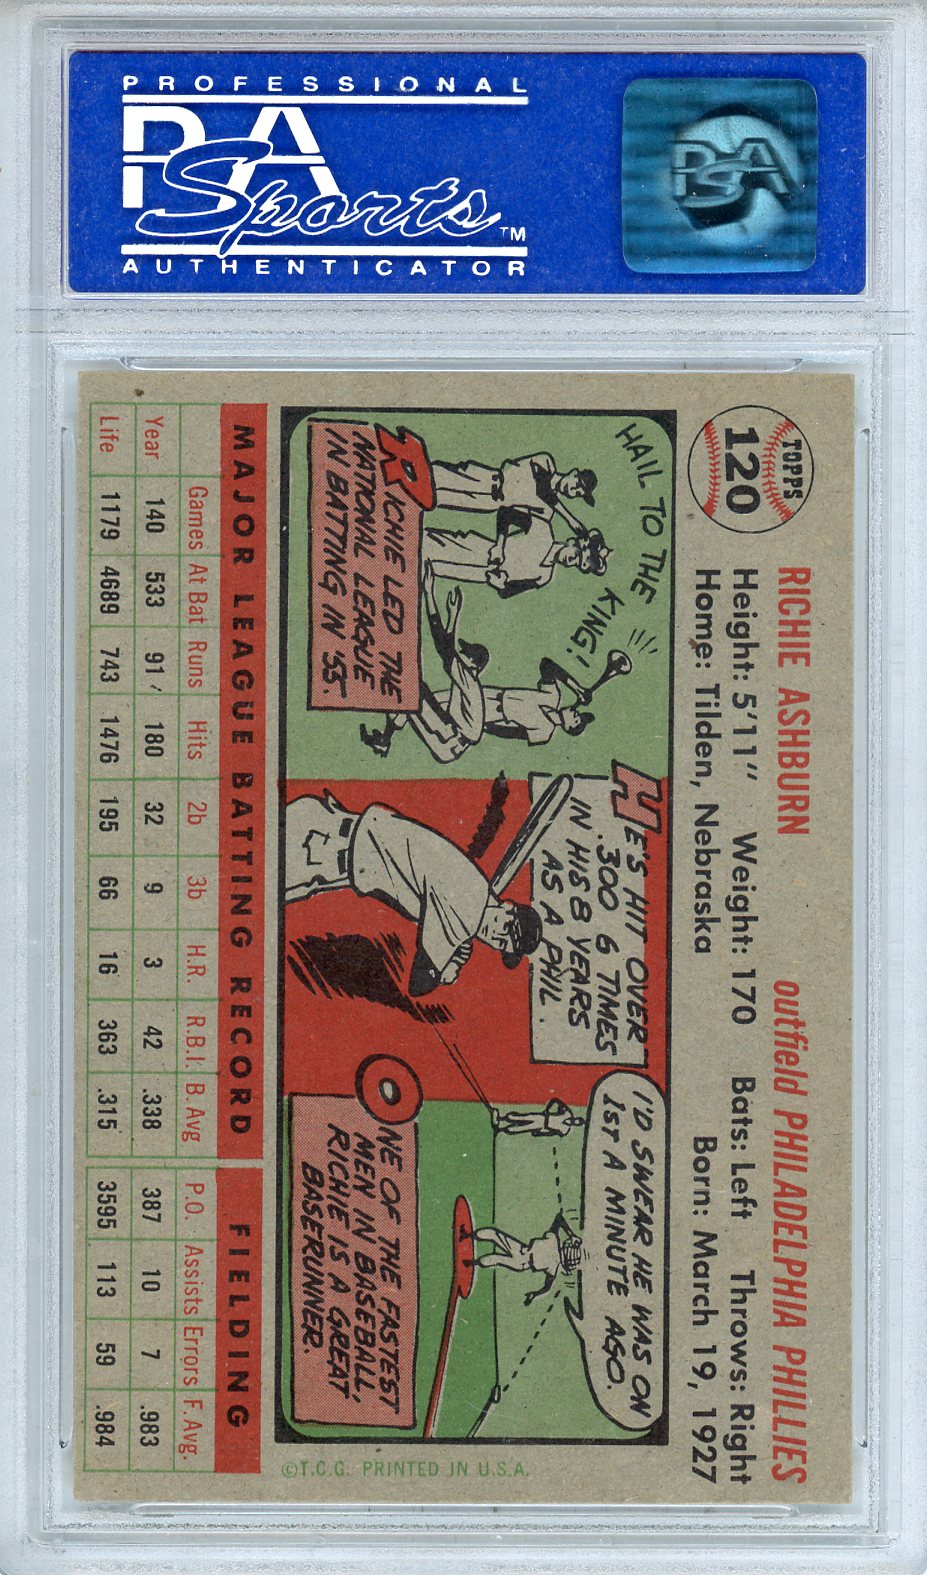 PROFESSIONAL
PSA
Sports™
AUTHENTICATOR
PSA
TOPPS
120
RICHIE ASHBURN outfield PHILADELPHIA PHILLIES
Height: 5'11" Weight: 170 Bats: Left Throws: Right
Home: Tilden, Nebraska Born: March 19, 1927
HAIL TO THE
KING!
RICHIE LED THE
NATIONAL LEAGUE
IN BATTING IN '55.
HE'S HIT OVER
.300 6 TIMES
IN HIS 8 YEARS
AS A PHIL.
I'D SWEAR HE WAS ON
1ST A MINUTE AGO.
ONE OF THE FASTEST
MEN IN BASEBALL,
RICHIE IS A GREAT
BASERUNNER.
MAJOR LEAGUE BATTING RECORD FIELDING
Games At Bat Runs Hits 2b 3b H.R. R.B.I. B. Avg P.O. Assists Errors F. Avg.
Year 140 533 91 180 32 9 3 42 .338 387 10 7 .983
Life 1179 4689 743 1476 195 66 16 363 .315 3595 113 59 .984
©T.C.G. PRINTED IN U.S.A.